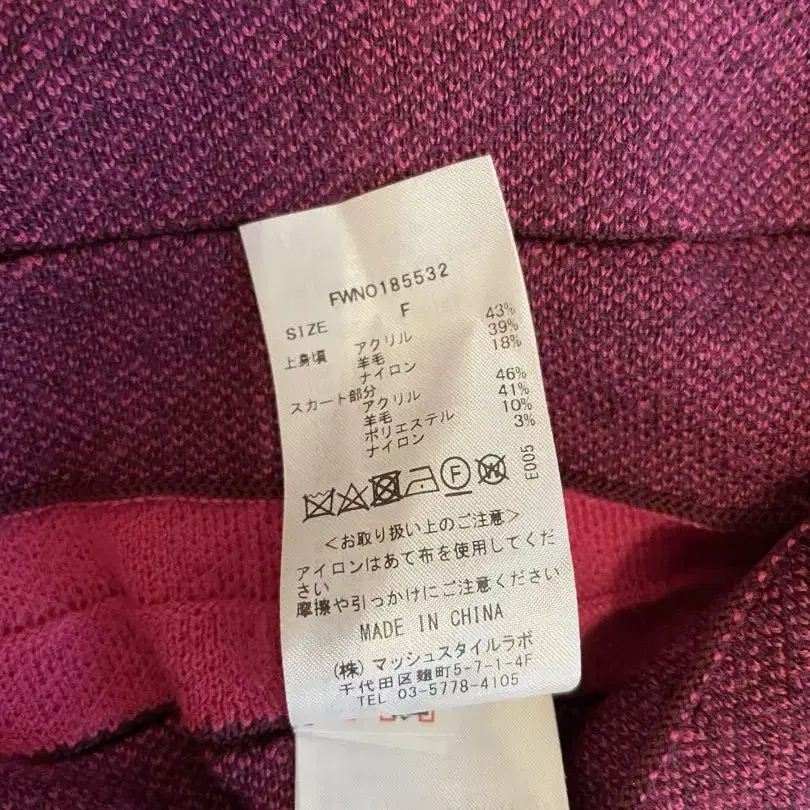 FWNO185532
SIZE F
上身頃 アクリル 43%
羊毛 39%
ナイロン 18%
スカート部分
アクリル 46%
羊毛 41%
ポリエステル 10%
ナイロン 3%
F
W
E005
＜お取り扱い上のご注意＞
アイロンはあて布を使用してくだ
さい
摩擦や引っかけにご注意ください
MADE IN CHINA
(株) マッシュスタイルラボ
千代田区麹町5-7-1-4F
TEL 03-5778-4105